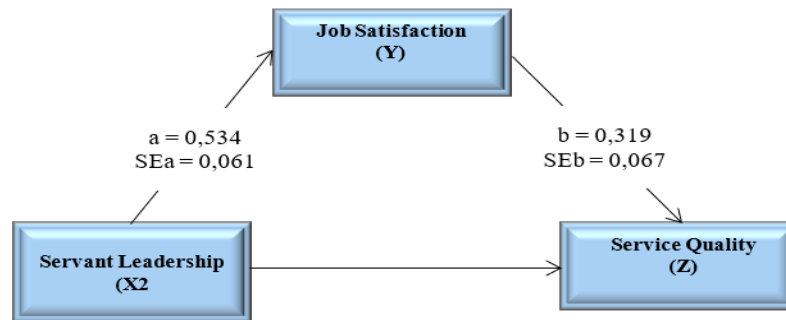 Job Satisfaction
(Y)
a = 0,534
SEa = 0,061
b = 0,319
SEb = 0,067
Servant Leadership
(X2
Service Quality
(Z)